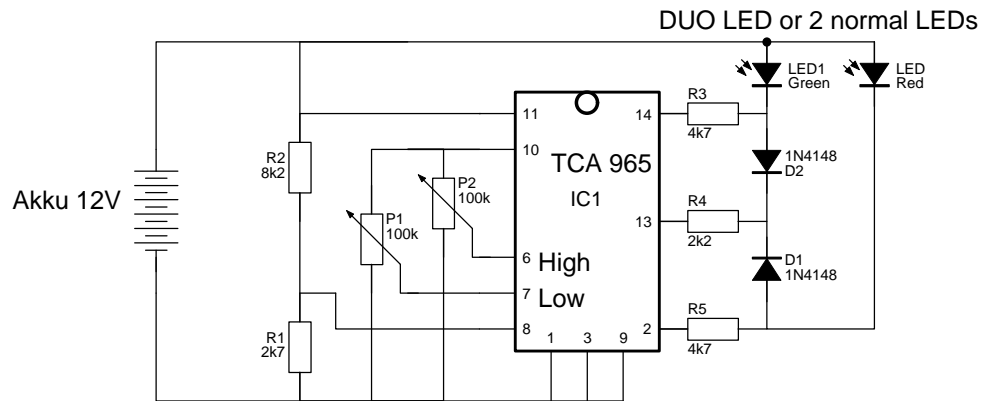 DUO LED or 2 normal LEDs
LED1
Green
LED
Red
R3
4k7
11
14
10
TCA 965
IC1
R2
8k2
P2
100k
1N4148
D2
Akku 12V
P1
100k
R4
2k2
13
6
High
D1
1N4148
7
Low
R5
4k7
8
2
R1
2k7
1
3
9